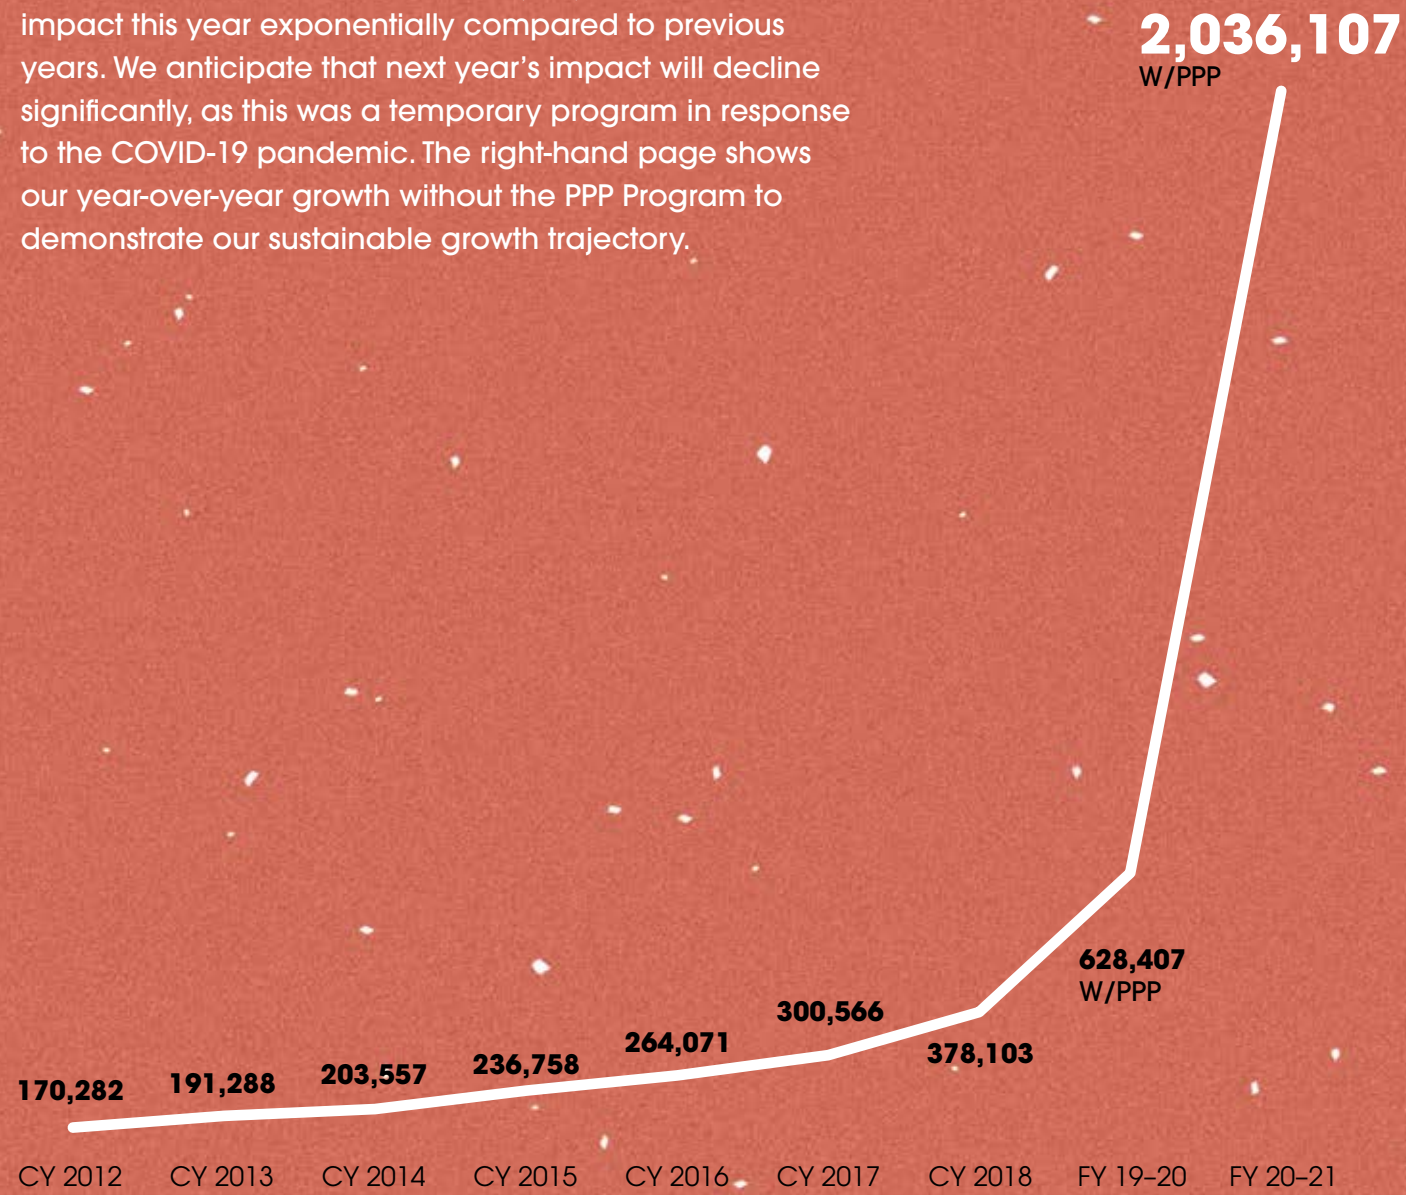 impact this year exponentially compared to previous
years. We anticipate that next year’s impact will decline
significantly, as this was a temporary program in response
to the COVID-19 pandemic. The right-hand page shows
our year-over-year growth without the PPP Program to
demonstrate our sustainable growth trajectory.
2,036,107
W/PPP
628,407
W/PPP
378,103
300,566
264,071
236,758
203,557
191,288
170,282
CY 2012 CY 2013 CY 2014 CY 2015 CY 2016 CY 2017 CY 2018 FY 19–20 FY 20–21